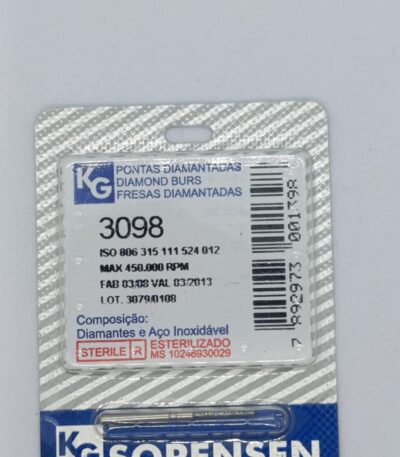 KG
PONTAS DIAMANTADAS
DIAMOND BURS
FRESAS DIAMANTADAS
3098
ISO 806 315 111 524 012
MAX 450.000 RPM
FAB 03/08 VAL 03/2013
LOT. 3079/0108
Composição:
Diamantes e Aço Inoxidável
STERILE R
ESTERILIZADO
MS 10246930029
7 892973 001398
KG SORENSEN